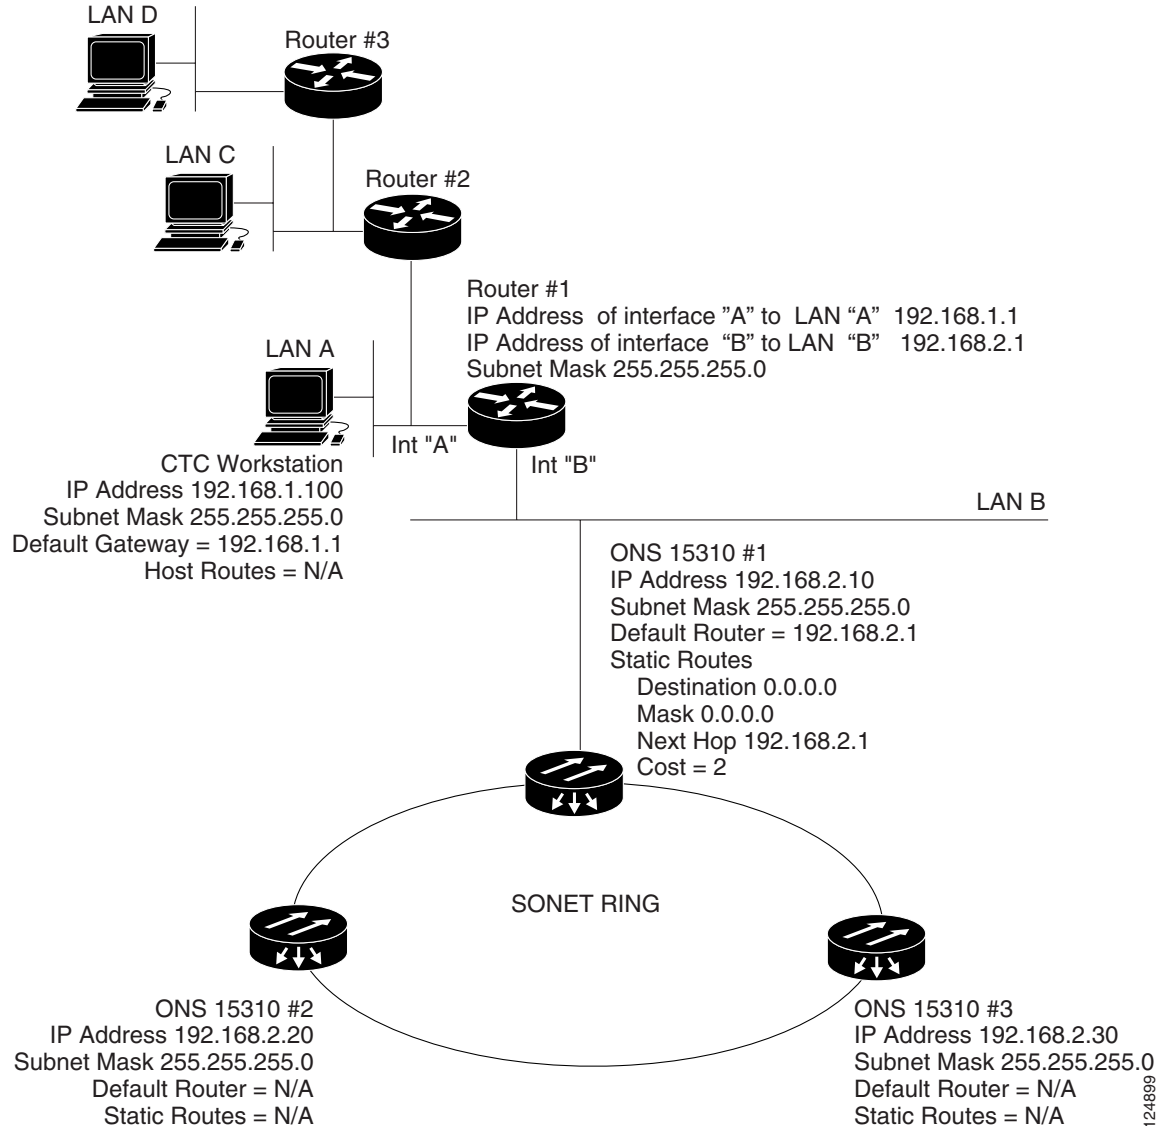 LAN D
Router #3
LAN C
Router #2
Router #1
IP Address  of interface ”A” to  LAN “A”  192.168.1.1
IP Address of interface  “B” to LAN  “B”   192.168.2.1
Subnet Mask 255.255.255.0
LAN A
Int "A"
Int "B"
CTC Workstation
IP Address 192.168.1.100
Subnet Mask 255.255.255.0
Default Gateway = 192.168.1.1
Host Routes = N/A
LAN B
ONS 15310 #1
IP Address 192.168.2.10
Subnet Mask 255.255.255.0
Default Router = 192.168.2.1
Static Routes
Destination 0.0.0.0
Mask 0.0.0.0
Next Hop 192.168.2.1
Cost = 2
SONET RING
ONS 15310 #2
IP Address 192.168.2.20
Subnet Mask 255.255.255.0
Default Router = N/A
Static Routes = N/A
ONS 15310 #3
IP Address 192.168.2.30
Subnet Mask 255.255.255.0
Default Router = N/A
Static Routes = N/A
124899